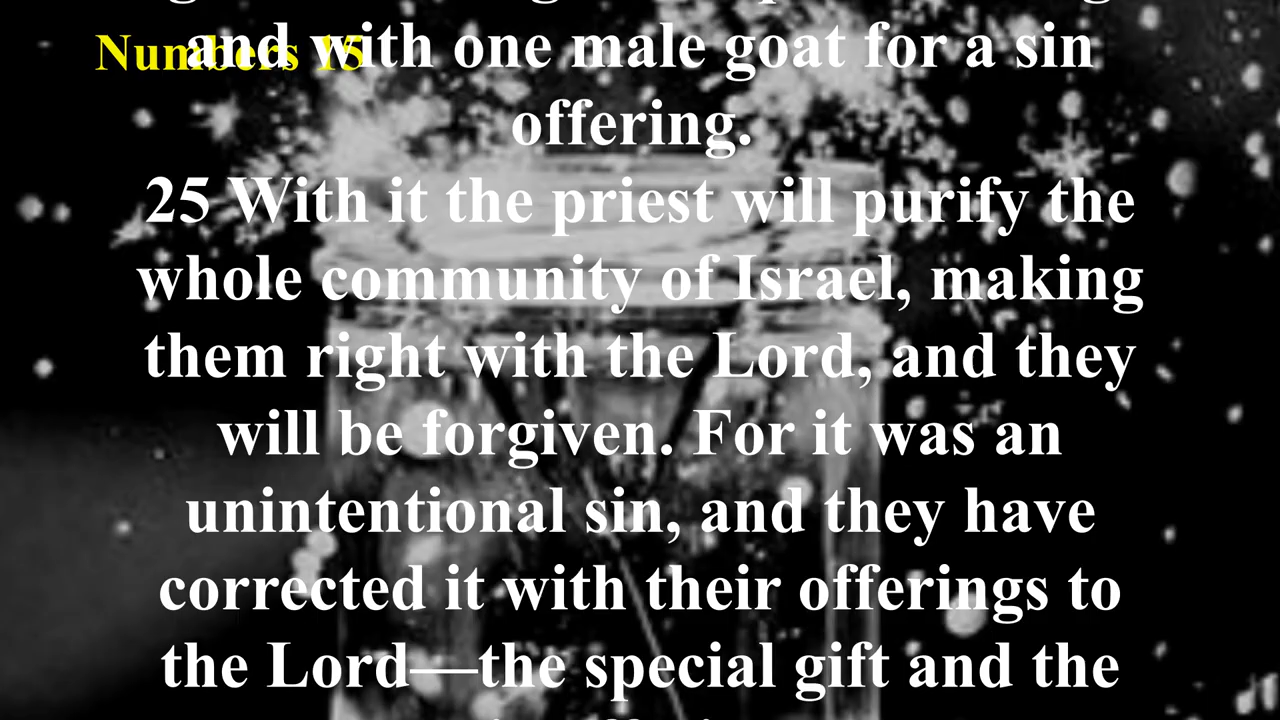 Numbers 15
and with one male goat for a sin
offering.
25 With it the priest will purify the
whole community of Israel, making
them right with the Lord, and they
will be forgiven. For it was an
unintentional sin, and they have
corrected it with their offerings to
the Lord—the special gift and the